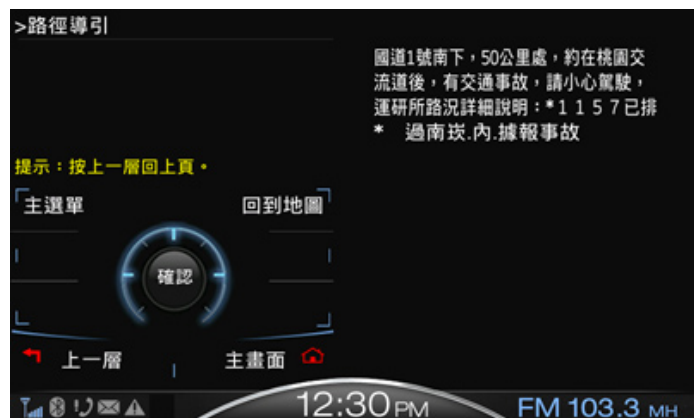 >路徑導引
國道1號南下，50公里處，約在桃園交
流道後，有交通事故，請小心駕駛，
運研所路況詳細說明：*１１５７已排
* 過南崁.內.據報事故
提示：按上一層回上頁。
主選單
回到地圖
確認
上一層
主畫面
12:30 PM
FM 103.3 MH